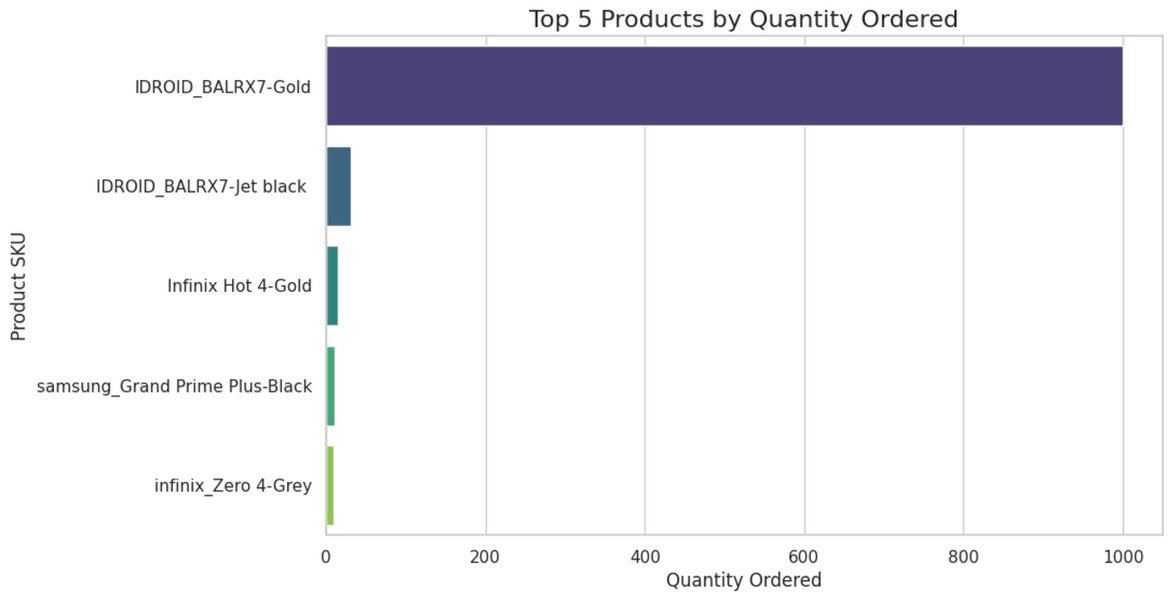 Top 5 Products by Quantity Ordered
Product SKU
IDROID_BALRX7-Gold
IDROID_BALRX7-Jet black
Infinix Hot 4-Gold
samsung_Grand Prime Plus-Black
infinix_Zero 4-Grey
0 200 400 600 800 1000
Quantity Ordered